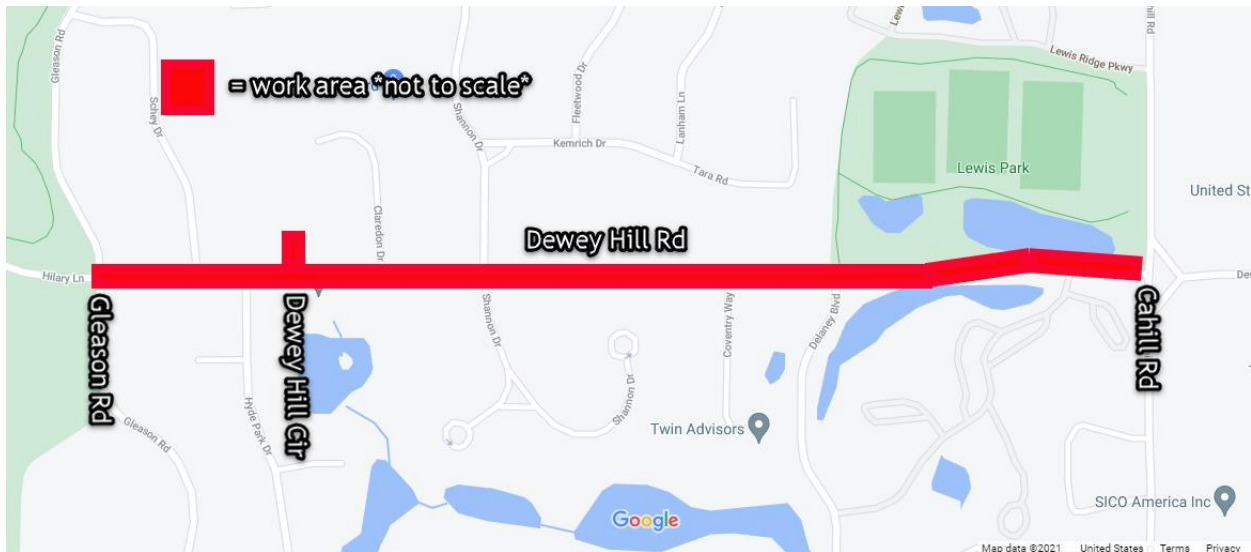 Gleason Rd
Schey Dr
= work area *not to scale*
Shannon Dr
Fleetwood Dr
Lanham Ln
Kemrich Dr
Tara Rd
Lewis Ridge Pkwy
Lewis Park
United St
Claredon Dr
Dewey Hill Rd
Hilary Ln
Gleason Rd
Dewey Hill Cir
Shannon Dr
Coventry Way
Delaney Blvd
Cahill Rd
Hyde Park Dr
Gleason Rd
Shannon Dr
Twin Advisors
SICO America Inc
Google
Map data ©2021 United States Terms Privacy